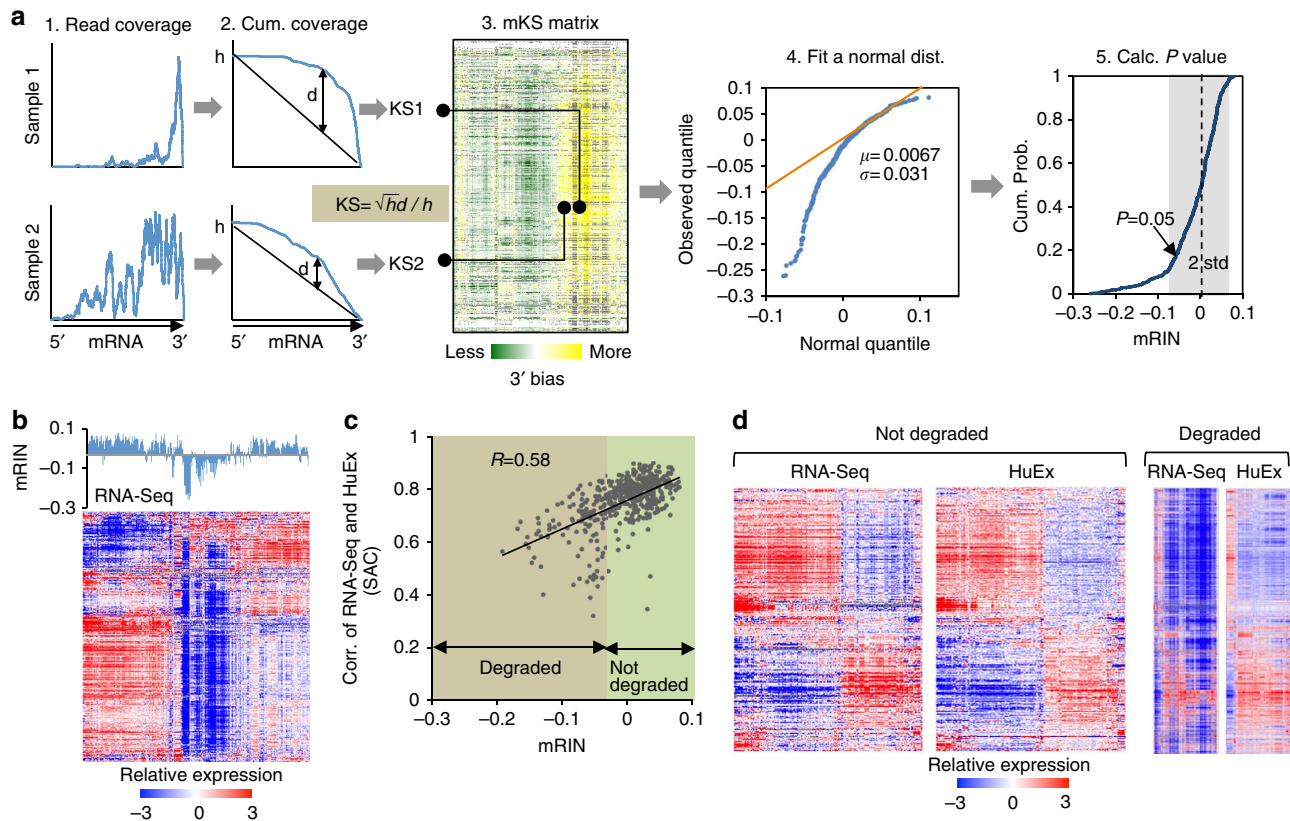 a
1. Read coverage
2. Cum. coverage
3. mKS matrix
4. Fit a normal dist.
5. Calc. P value
Sample 1
h
d
KS1
KS= √hd / h
Sample 2
h
d
KS2
5′ mRNA 3′
5′ mRNA 3′
Less More
3′ bias
Observed quantile
0.1
0.05
0
−0.05
−0.1
−0.15
−0.2
−0.25
−0.3
μ= 0.0067
σ= 0.031
−0.1 0 0.1
Normal quantile
Cum. Prob.
1
0.8
0.6
0.4
0.2
0
P=0.05
2 std
−0.3 −0.2 −0.1 0 0.1
mRIN
b
mRIN
0.1
−0.1
−0.3
RNA-Seq
Relative expression
−3 0 3
c
Corr. of RNA-Seq and HuEx
(SAC)
1
0.8
0.6
0.4
0.2
0
R=0.58
Degraded
Not
degraded
−0.3 −0.2 −0.1 0 0.1
mRIN
d
Not degraded Degraded
RNA-Seq HuEx RNA-Seq HuEx
Relative expression
−3 0 3